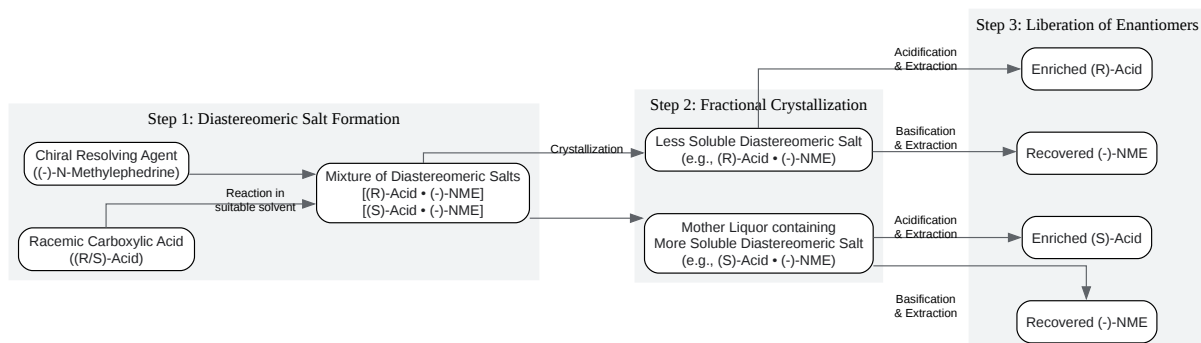 Step 1: Diastereomeric Salt Formation
Chiral Resolving Agent
((-)-N-Methylephedrine)
Reaction in
suitable solvent
Racemic Carboxylic Acid
((R/S)-Acid)
Mixture of Diastereomeric Salts
[(R)-Acid • (-)-NME]
[(S)-Acid • (-)-NME]
Crystallization
Step 2: Fractional Crystallization
Less Soluble Diastereomeric Salt
(e.g., (R)-Acid • (-)-NME)
Mother Liquor containing
More Soluble Diastereomeric Salt
(e.g., (S)-Acid • (-)-NME)
Acidification
& Extraction
Basification
& Extraction
Acidification
& Extraction
Basification
& Extraction
Step 3: Liberation of Enantiomers
Enriched (R)-Acid
Recovered (-)-NME
Enriched (S)-Acid
Recovered (-)-NME